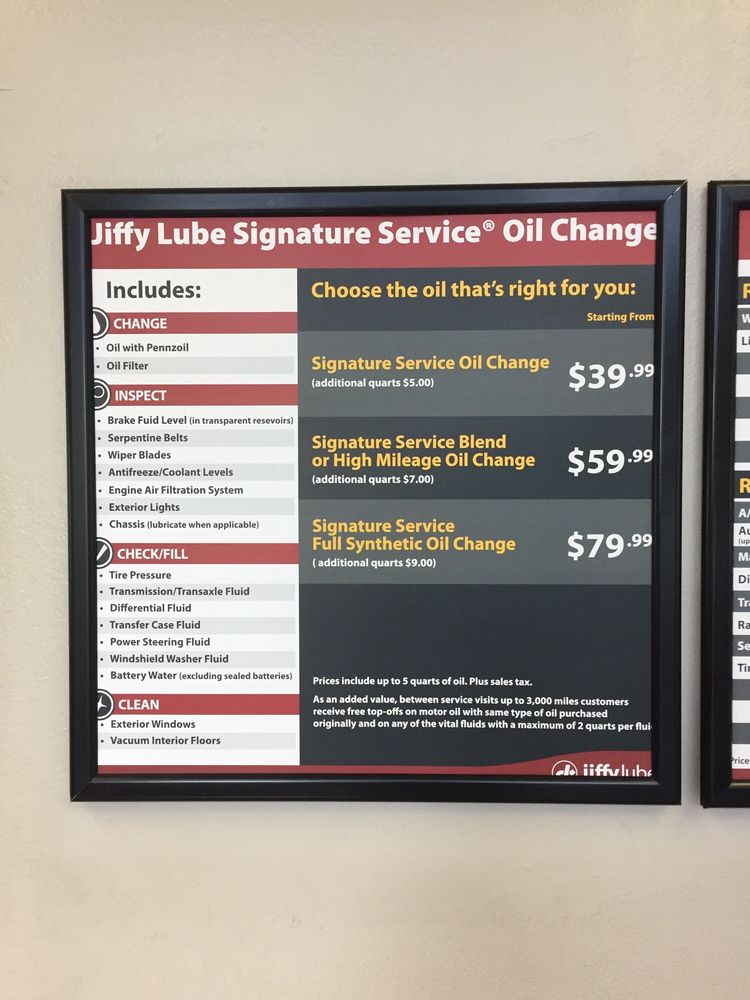 Jiffy Lube Signature Service® Oil Change
Includes:
CHANGE
• Oil with Pennzoil
• Oil Filter
INSPECT
• Brake Fuid Level (in transparent resevoirs)
• Serpentine Belts
• Wiper Blades
• Antifreeze/Coolant Levels
• Engine Air Filtration System
• Exterior Lights
• Chassis (lubricate when applicable)
CHECK/FILL
• Tire Pressure
• Transmission/Transaxle Fluid
• Differential Fluid
• Transfer Case Fluid
• Power Steering Fluid
• Windshield Washer Fluid
• Battery Water (excluding sealed batteries)
CLEAN
• Exterior Windows
• Vacuum Interior Floors
Choose the oil that's right for you:
Starting From
Signature Service Oil Change
(additional quarts $5.00)
$39.99
Signature Service Blend
or High Mileage Oil Change
(additional quarts $7.00)
$59.99
Signature Service
Full Synthetic Oil Change
( additional quarts $9.00)
$79.99
Prices include up to 5 quarts of oil. Plus sales tax.
As an added value, between service visits up to 3,000 miles customers
receive free top-offs on motor oil with same type of oil purchased
originally and on any of the vital fluids with a maximum of 2 quarts per flui
jiffy lube